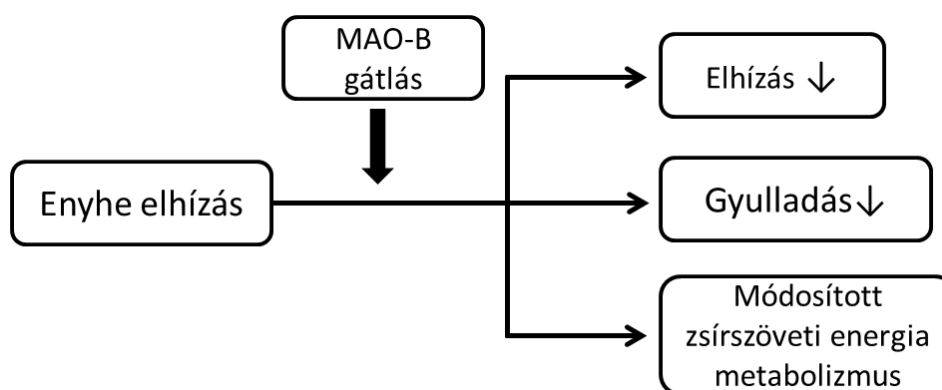 MAO-B
gátlás
Enyhe elhízás
Elhízás ↓
Gyulladás↓
Módosított
zsírszöveti energia
metabolizmus